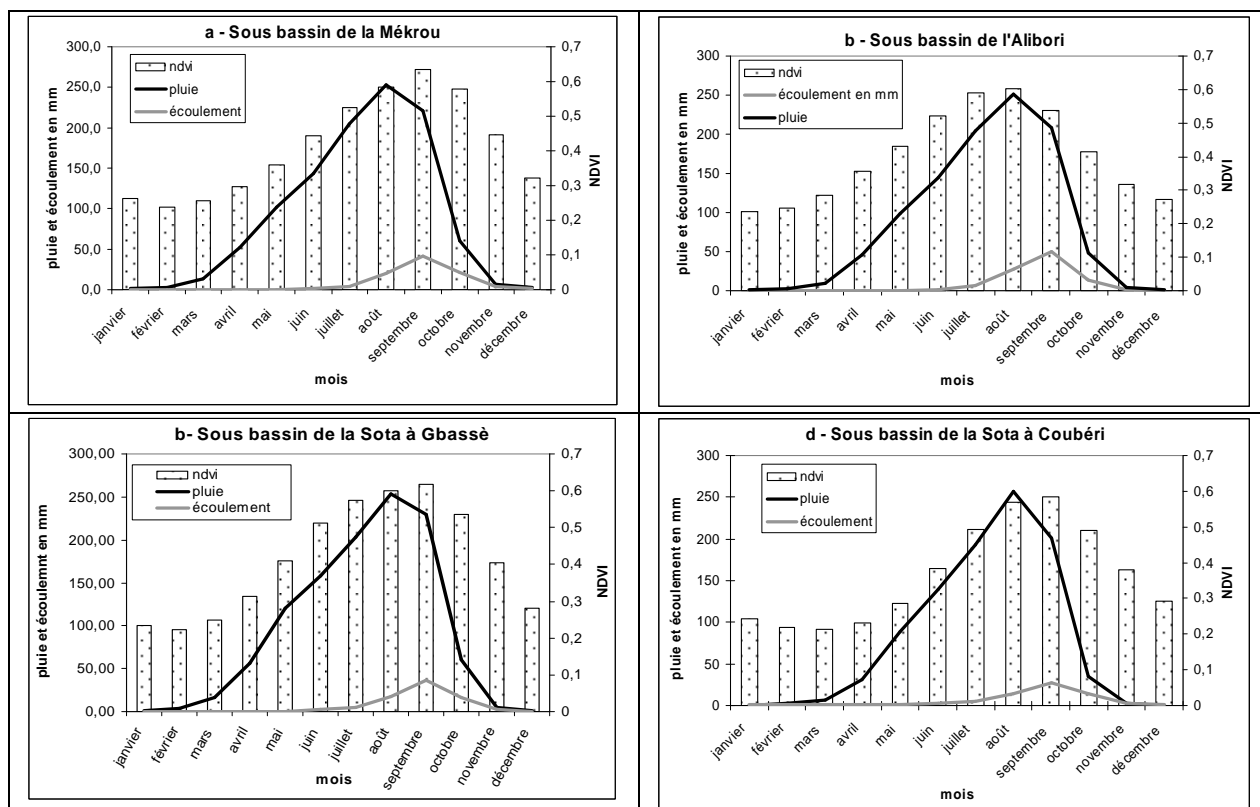 a - Sous bassin de la Mékrou
300,0
250,0
200,0
150,0
100,0
50,0
0,0
pluie et écoulement en mm
ndvi
pluie
écoulement
0,7
0,6
0,5
0,4
0,3
0,2
0,1
0
NDVI
janvier
février
mars
avril
mai
juin
juillet
août
septembre
octobre
novembre
décembre
mois
b - Sous bassin de l'Alibori
300
250
200
150
100
50
0
pluie et écoulement en mm
ndvi
écoulement en mm
pluie
0,7
0,6
0,5
0,4
0,3
0,2
0,1
0
NDVI
janvier
février
mars
avril
mai
juin
juillet
août
septembre
octobre
novembre
décembre
mois
b- Sous bassin de la Sota à Gbassè
300,00
250,00
200,00
150,00
100,00
50,00
0,00
pluie et écoulemnt en mm
ndvi
pluie
écoulement
0,7
0,6
0,5
0,4
0,3
0,2
0,1
0
NDVI
janvier
février
mars
avril
mai
juin
juillet
août
septembre
octobre
novembre
décembre
mois
d - Sous bassin de la Sota à Coubéri
300
250
200
150
100
50
0
pluie et écoulement en mm
ndvi
pluie
écoulement
0,7
0,6
0,5
0,4
0,3
0,2
0,1
0
NDVI
janvier
février
mars
avril
mai
juin
juillet
août
septembre
octobre
novembre
décembre
mois